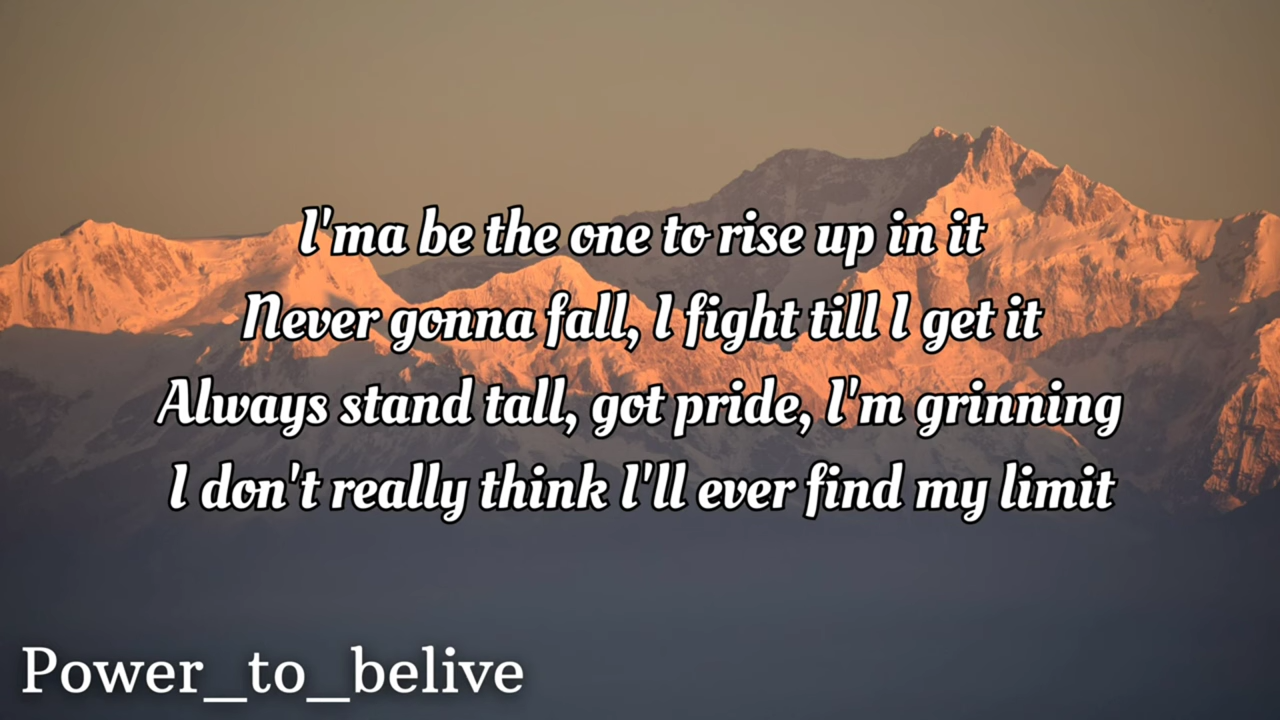 I'ma be the one to rise up in it
Never gonna fall, I fight till I get it
Always stand tall, got pride, I'm grinning
I don't really think I'll ever find my limit
Power_to_belive